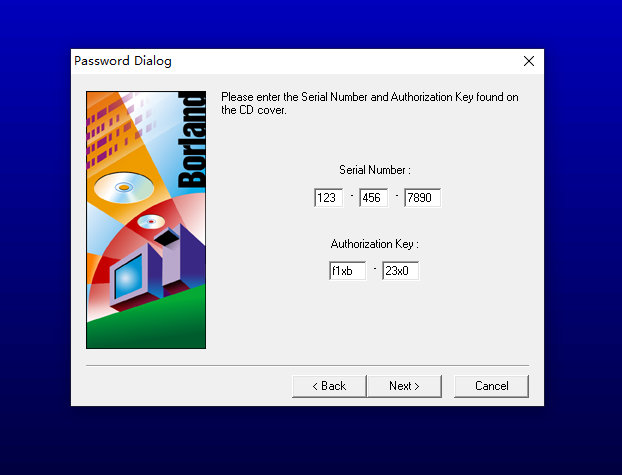 Password Dialog
Borland
Please enter the Serial Number and Authorization Key found on
the CD cover.
Serial Number :
123 - 456 - 7890
Authorization Key :
f1xb - 23x0
< Back Next > Cancel